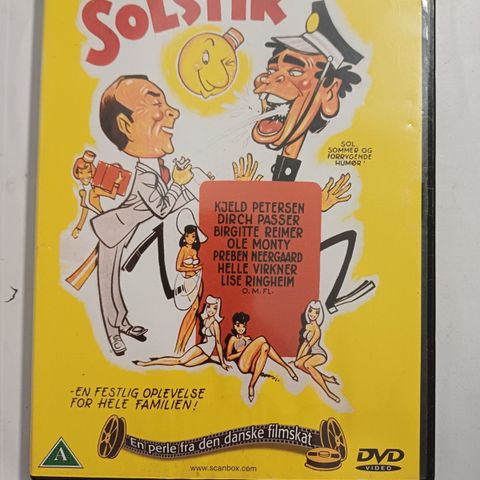 SOLSTIK
SOL,
SOMMER OG
FORRYGENDE
HUMØR!
KJELD PETERSEN
DIRCH PASSER
BIRGITTE REIMER
OLE MONTY
PREBEN NEERGAARD
HELLE VIRKNER
LISE RINGHEIM
O.M.FL.
-EN FESTLIG OPLEVELSE
FOR HELE FAMILIEN!
A
En perle fra den danske filmskat
www.scanbox.com
DVD
VIDEO